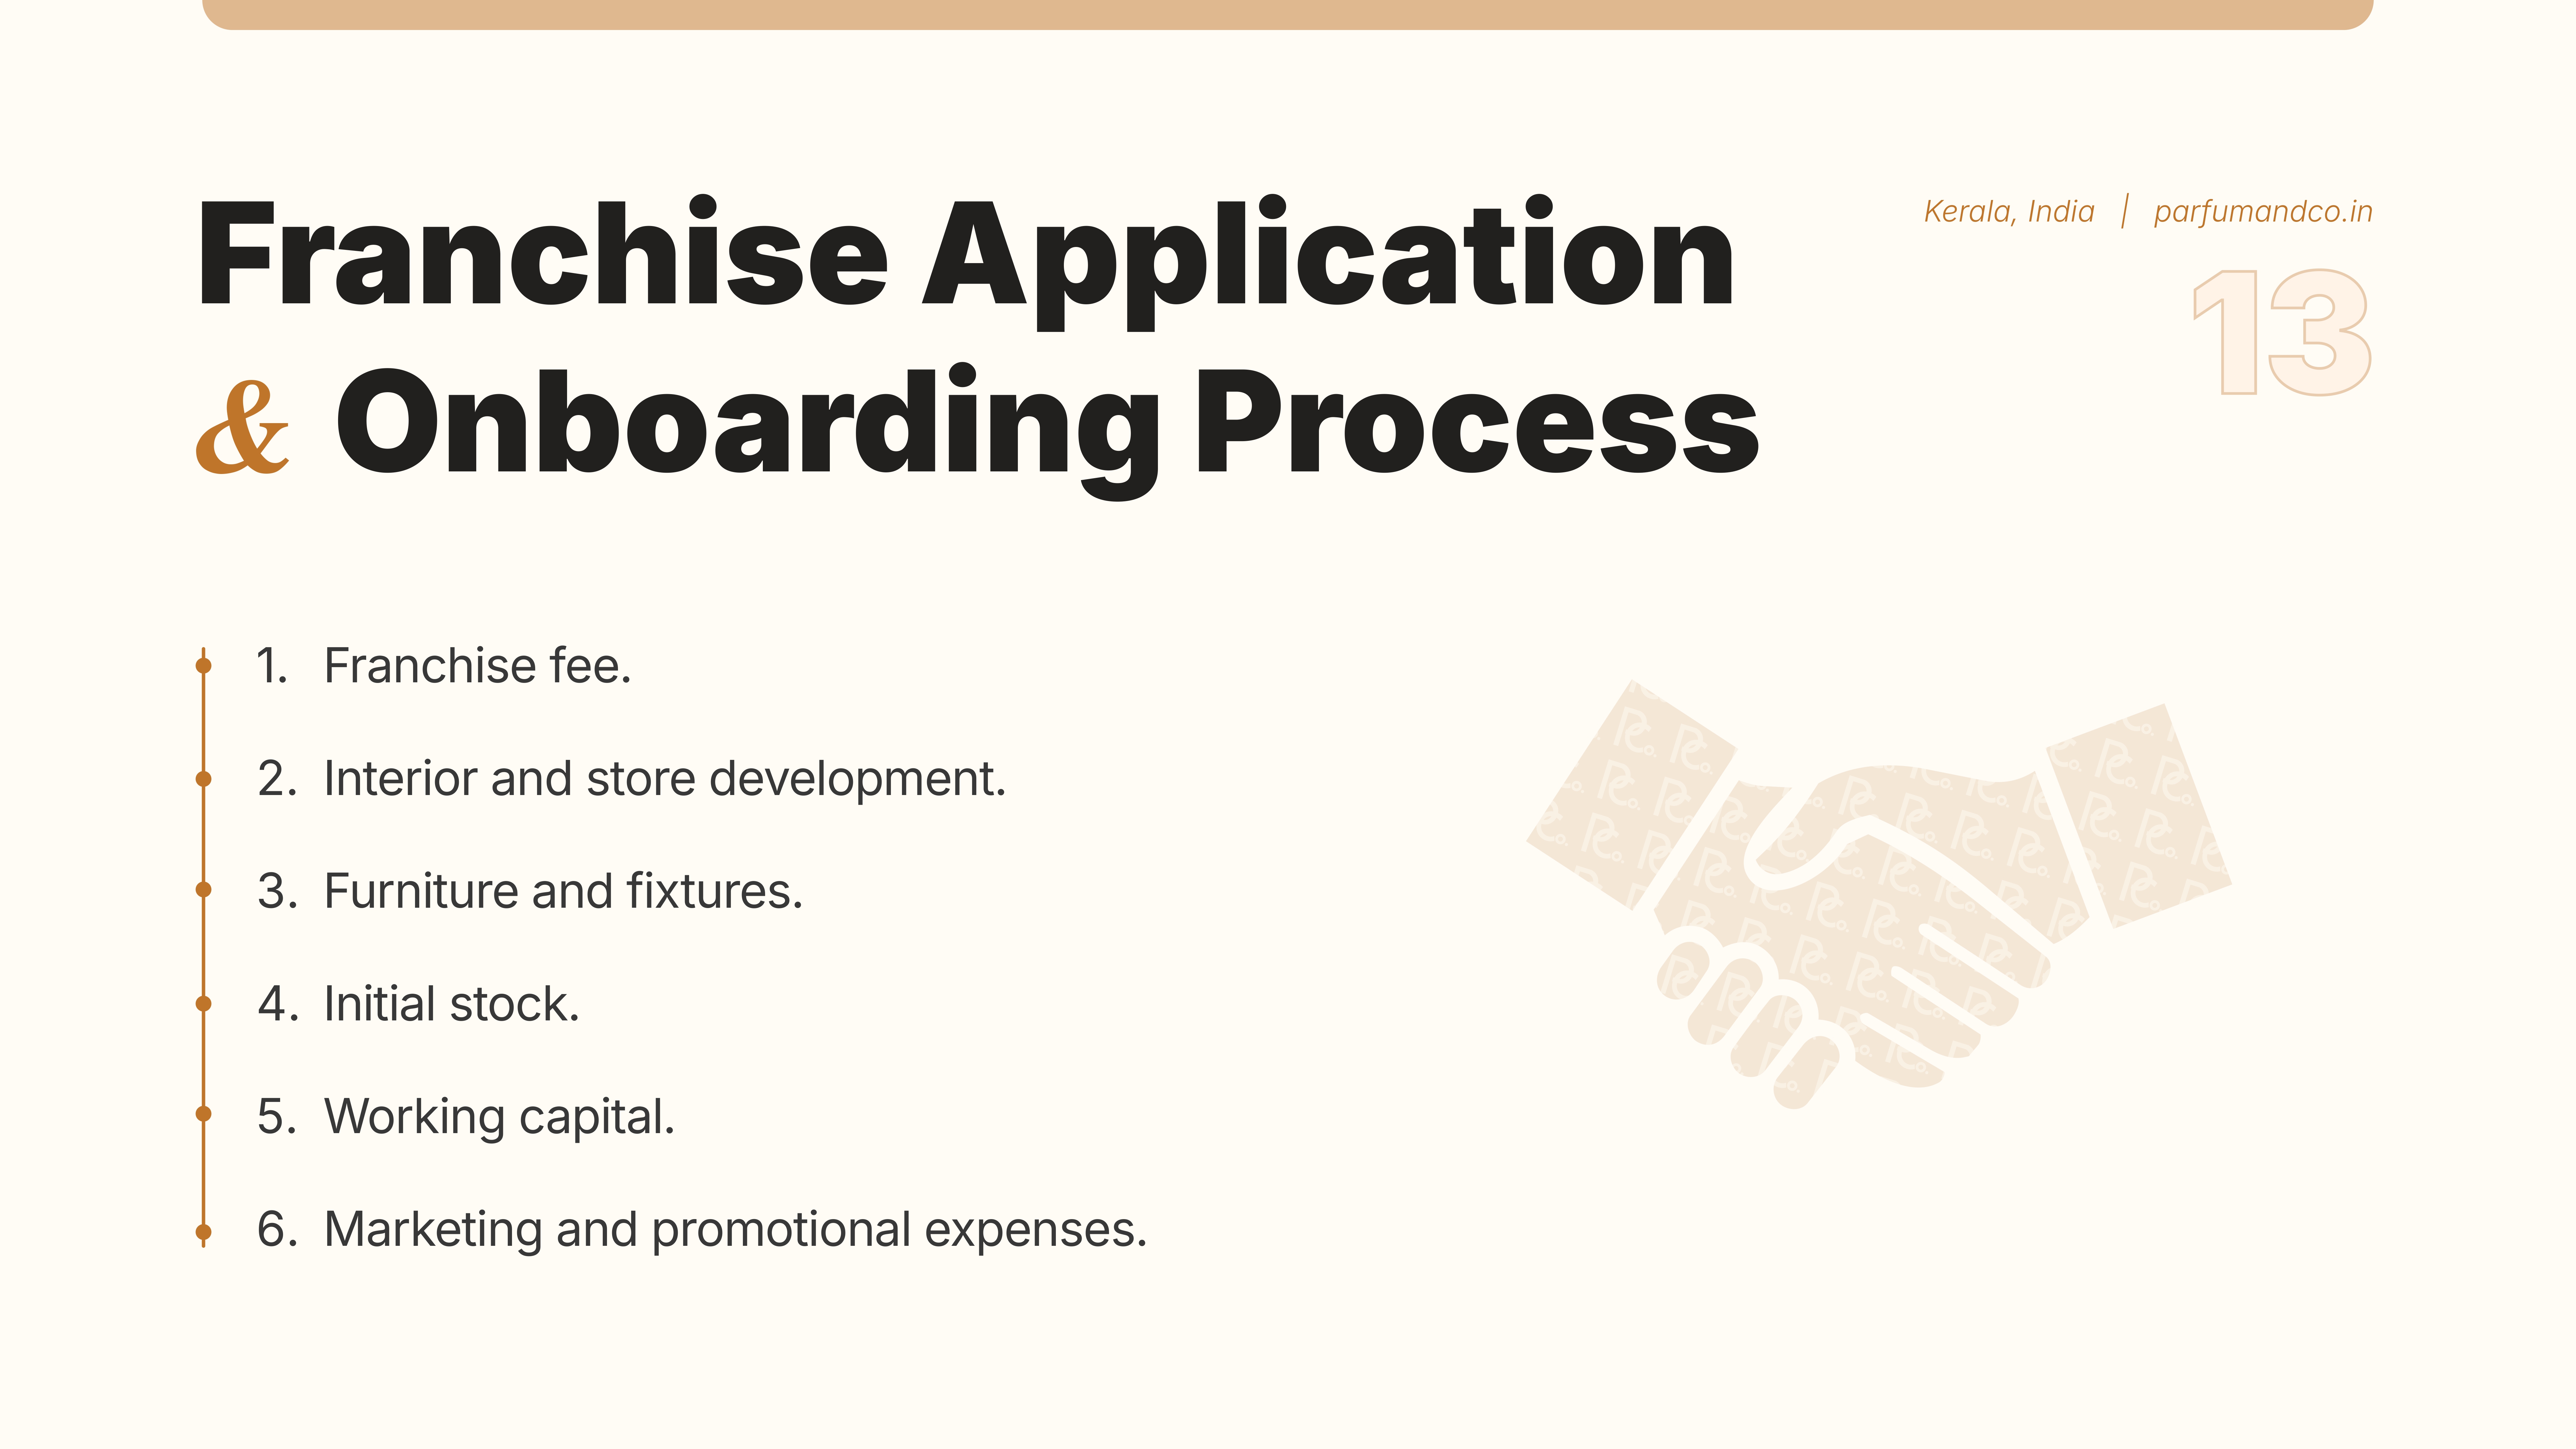 Franchise Application
& Onboarding Process
Kerala, India | parfumandco.in
13
1. Franchise fee.
2. Interior and store development.
3. Furniture and fixtures.
4. Initial stock.
5. Working capital.
6. Marketing and promotional expenses.